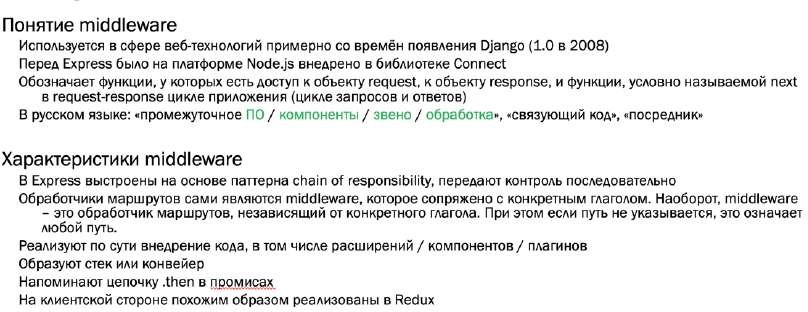 Понятие middleware
Используется в сфере веб-технологий примерно со времён появления Django (1.0 в 2008)
Перед Express было на платформе Node.js внедрено в библиотеке Connect
Обозначает функции, у которых есть доступ к объекту request, к объекту response, и функции, условно называемой next
в request-response цикле приложения (цикле запросов и ответов)
В русском языке: «промежуточное ПО / компоненты / звено / обработка», «связующий код», «посредник»
Характеристики middleware
В Express выстроены на основе паттерна chain of responsibility, передают контроль последовательно
Обработчики маршрутов сами являются middleware, которое сопряжено с конкретным глаголом. Наоборот, middleware
– это обработчик маршрутов, независящий от конкретного глагола. При этом если путь не указывается, это означает
любой путь.
Реализуют по сути внедрение кода, в том числе расширений / компонентов / плагинов
Образуют стек или конвейер
Напоминают цепочку .then в промисах
На клиентской стороне похожим образом реализованы в Redux